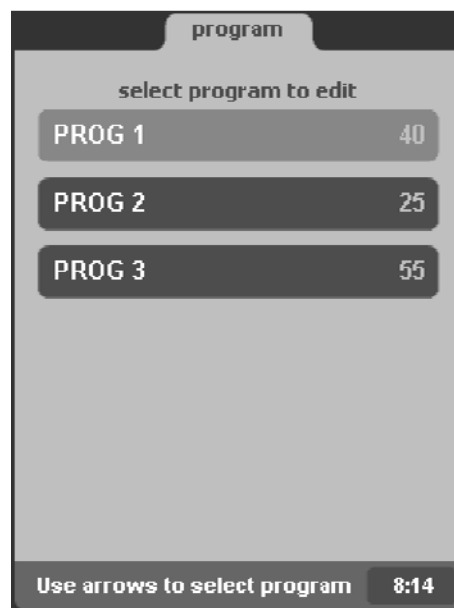 program
select program to edit
PROG 1 40
PROG 2 25
PROG 3 55
Use arrows to select program 8:14